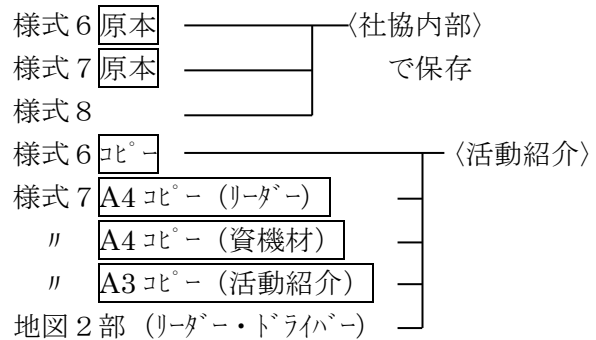 様式６原本 〈社協内部〉
様式７原本 で保存
様式８
様式６ｺﾋﾟｰ 〈活動紹介〉
様式７A4ｺﾋﾟｰ（ﾘｰﾀﾞｰ）
〃 A4ｺﾋﾟｰ（資機材）
〃 A3ｺﾋﾟｰ（活動紹介）
地図２部（ﾘｰﾀﾞｰ・ﾄﾞﾗｲﾊﾞｰ）